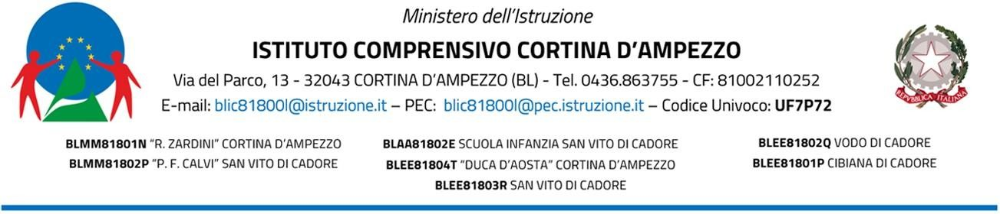 Ministero dell'Istruzione
ISTITUTO COMPRENSIVO CORTINA D'AMPEZZO
Via del Parco, 13 - 32043 CORTINA D'AMPEZZO (BL) - Tel. 0436.863755 - CF: 81002110252
E-mail: blic81800l@istruzione.it – PEC: blic81800l@pec.istruzione.it – Codice Univoco: UF7P72
REPVBBLICA ITALIANA
BLMM81801N "R. ZARDINI" CORTINA D'AMPEZZO
BLMM81802P "P. F. CALVI" SAN VITO DI CADORE
BLAA81802E SCUOLA INFANZIA SAN VITO DI CADORE
BLEE81804T "DUCA D'AOSTA" CORTINA D'AMPEZZO
BLEE81803R SAN VITO DI CADORE
BLEE81802Q VODO DI CADORE
BLEE81801P CIBIANA DI CADORE